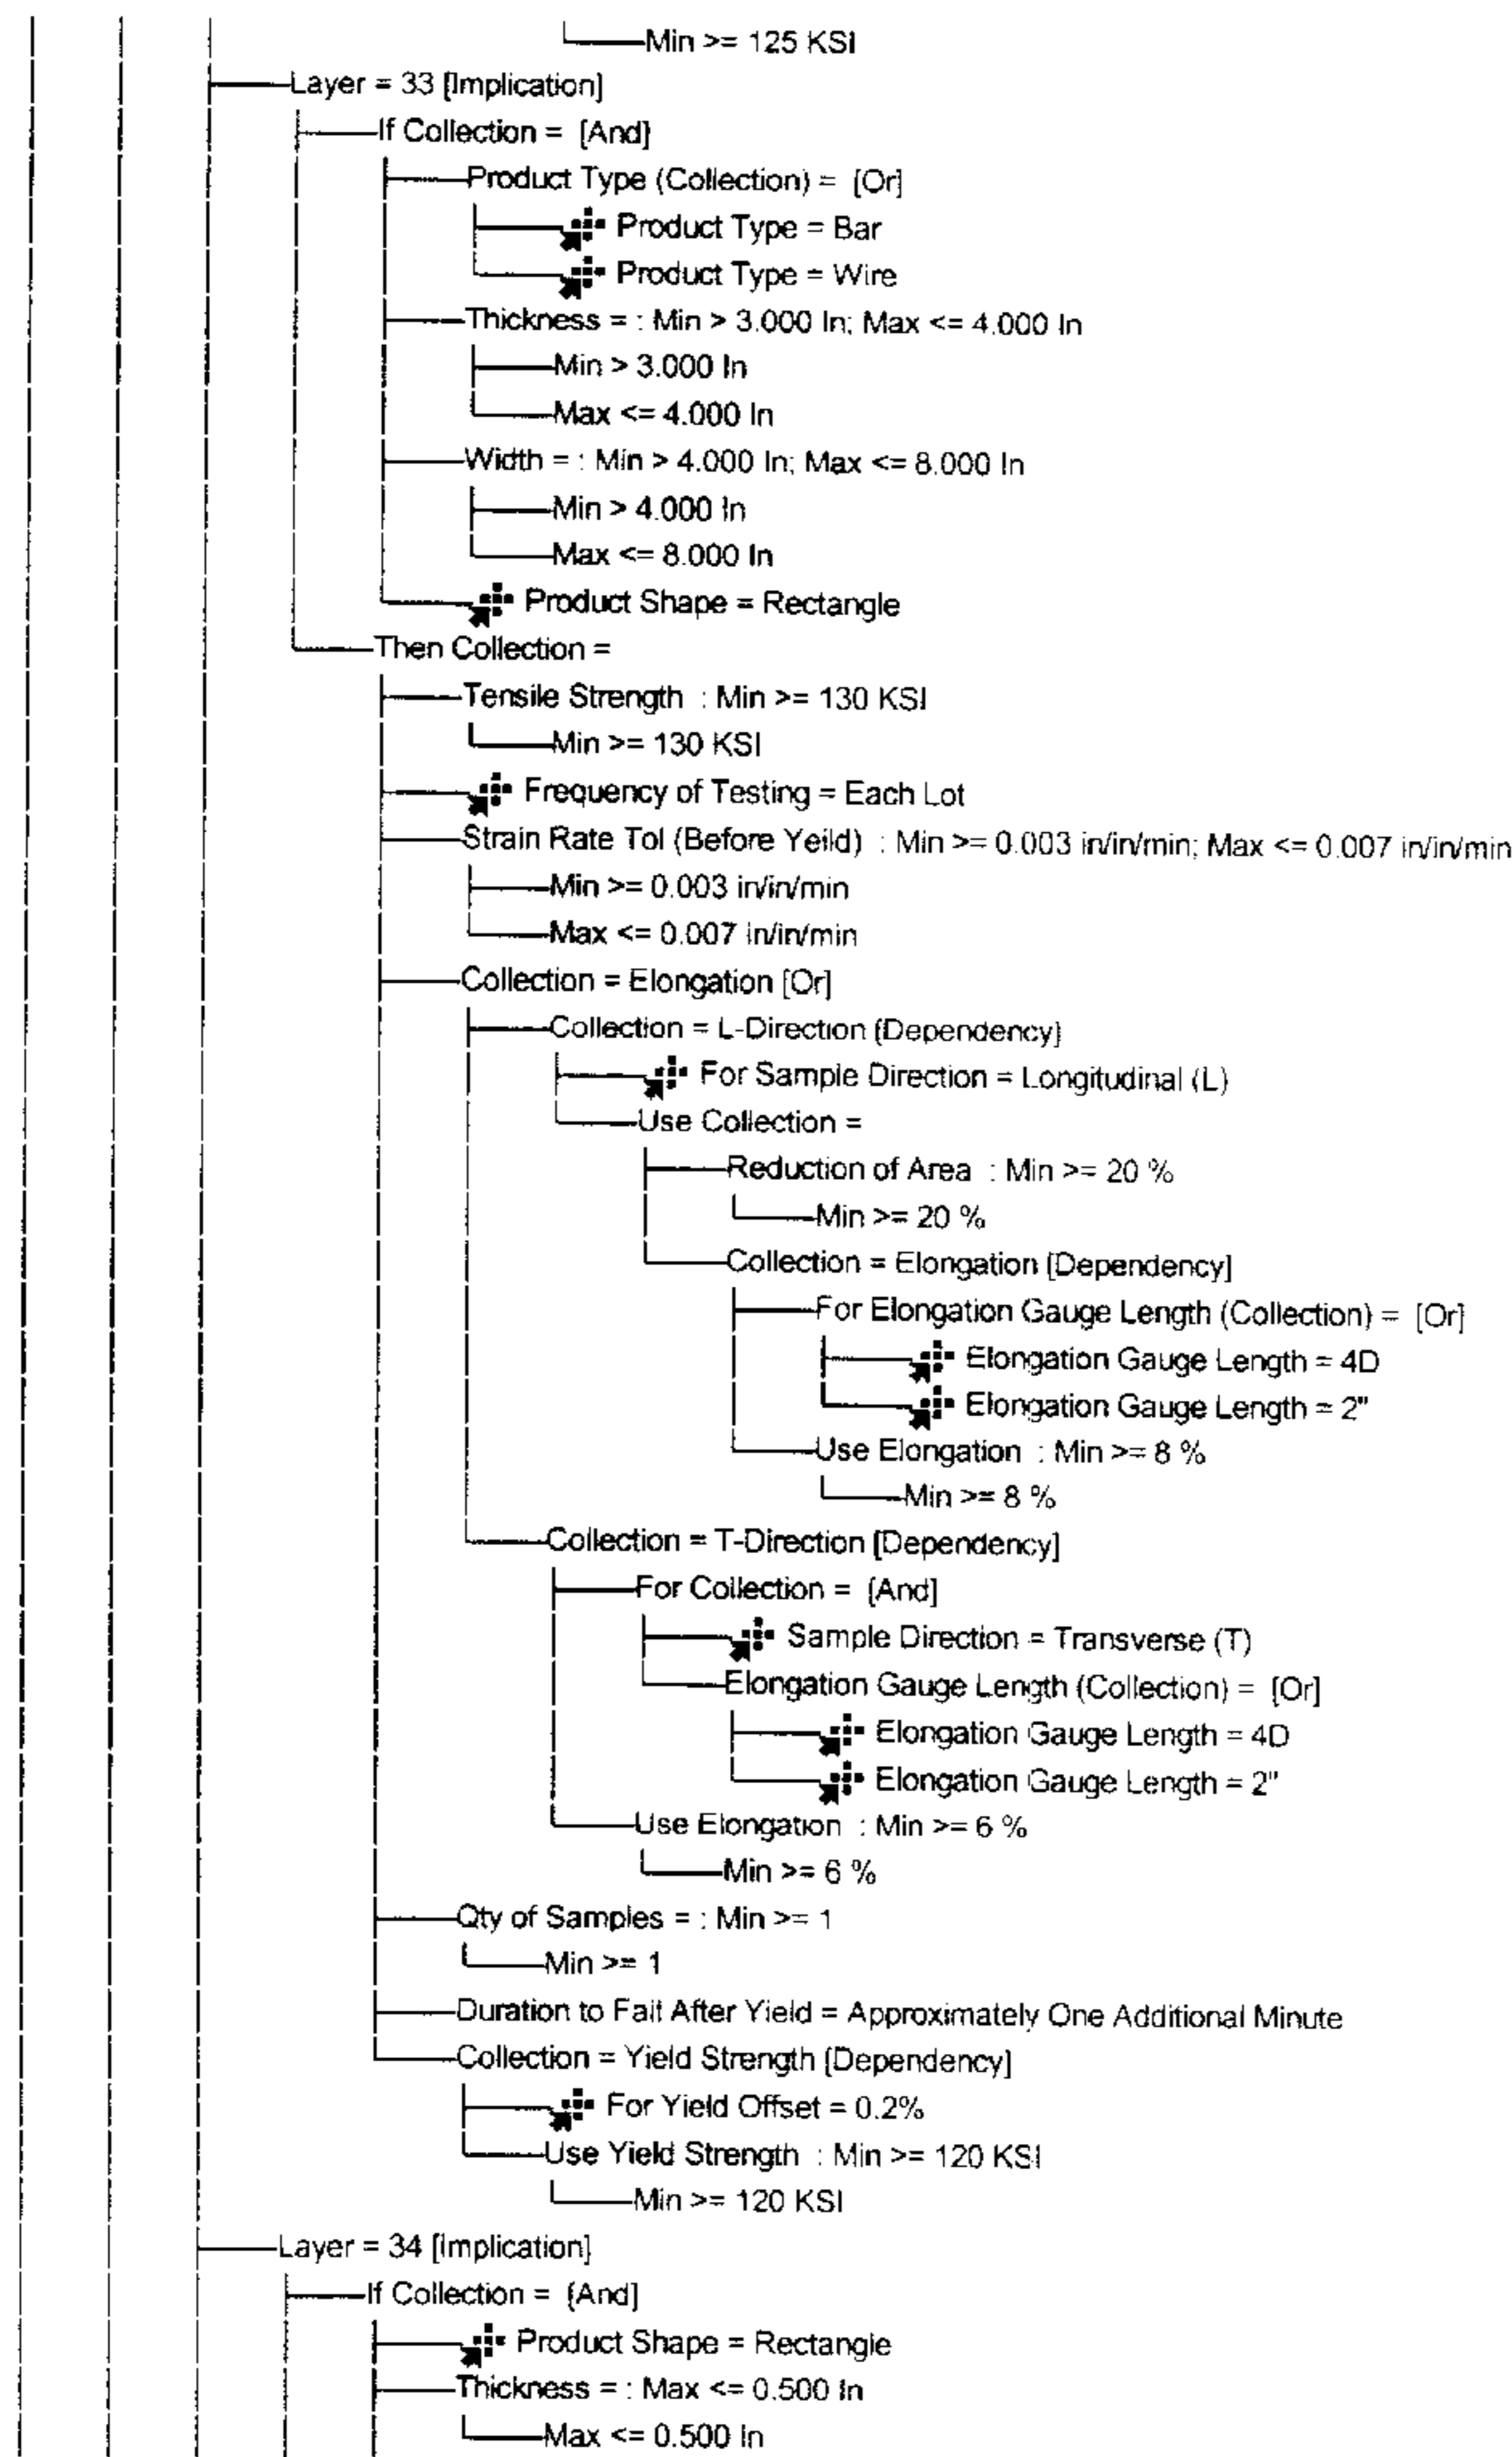 Min >= 125 KSI
Layer = 33 [Implication]
If Collection = [And]
Product Type (Collection) = [Or]
Product Type = Bar
Product Type = Wire
Thickness = : Min > 3.000 In; Max <= 4.000 In
Min > 3.000 In
Max <= 4.000 In
Width = : Min > 4.000 In; Max <= 8.000 In
Min > 4.000 In
Max <= 8.000 In
Product Shape = Rectangle
Then Collection =
Tensile Strength : Min >= 130 KSI
Min >= 130 KSI
Frequency of Testing = Each Lot
Strain Rate Tol (Before Yeild) : Min >= 0.003 in/in/min; Max <= 0.007 in/in/min
Min >= 0.003 in/in/min
Max <= 0.007 in/in/min
Collection = Elongation [Or]
Collection = L-Direction [Dependency]
For Sample Direction = Longitudinal (L)
Use Collection =
Reduction of Area : Min >= 20 %
Min >= 20 %
Collection = Elongation [Dependency]
For Elongation Gauge Length (Collection) = [Or]
Elongation Gauge Length = 4D
Elongation Gauge Length = 2"
Use Elongation : Min >= 8 %
Min >= 8 %
Collection = T-Direction [Dependency]
For Collection = [And]
Sample Direction = Transverse (T)
Elongation Gauge Length (Collection) = [Or]
Elongation Gauge Length = 4D
Elongation Gauge Length = 2"
Use Elongation : Min >= 6 %
Min >= 6 %
Qty of Samples = : Min >= 1
Min >= 1
Duration to Fail After Yield = Approximately One Additional Minute
Collection = Yield Strength [Dependency]
For Yield Offset = 0.2%
Use Yield Strength : Min >= 120 KSI
Min >= 120 KSI
Layer = 34 [Implication]
If Collection = [And]
Product Shape = Rectangle
Thickness = : Max <= 0.500 In
Max <= 0.500 In